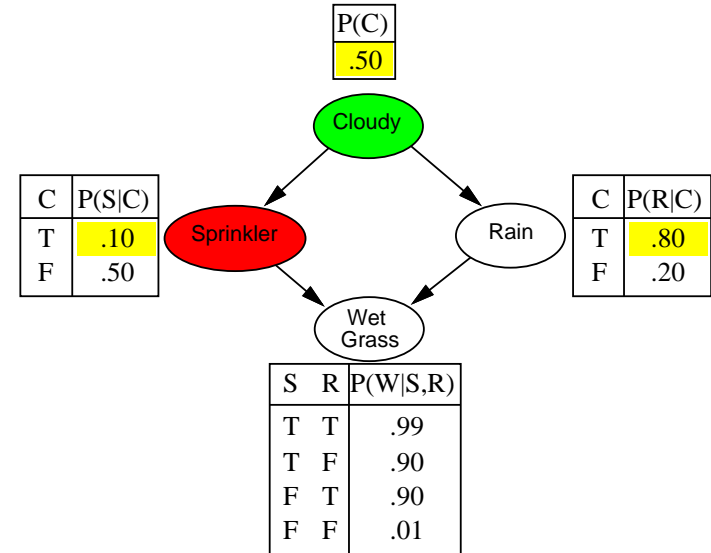 P(C)
.50
Cloudy
C P(S|C)
T .10
F .50
Sprinkler
Rain
C P(R|C)
T .80
F .20
Wet
Grass
S R P(W|S,R)
T T .99
T F .90
F T .90
F F .01